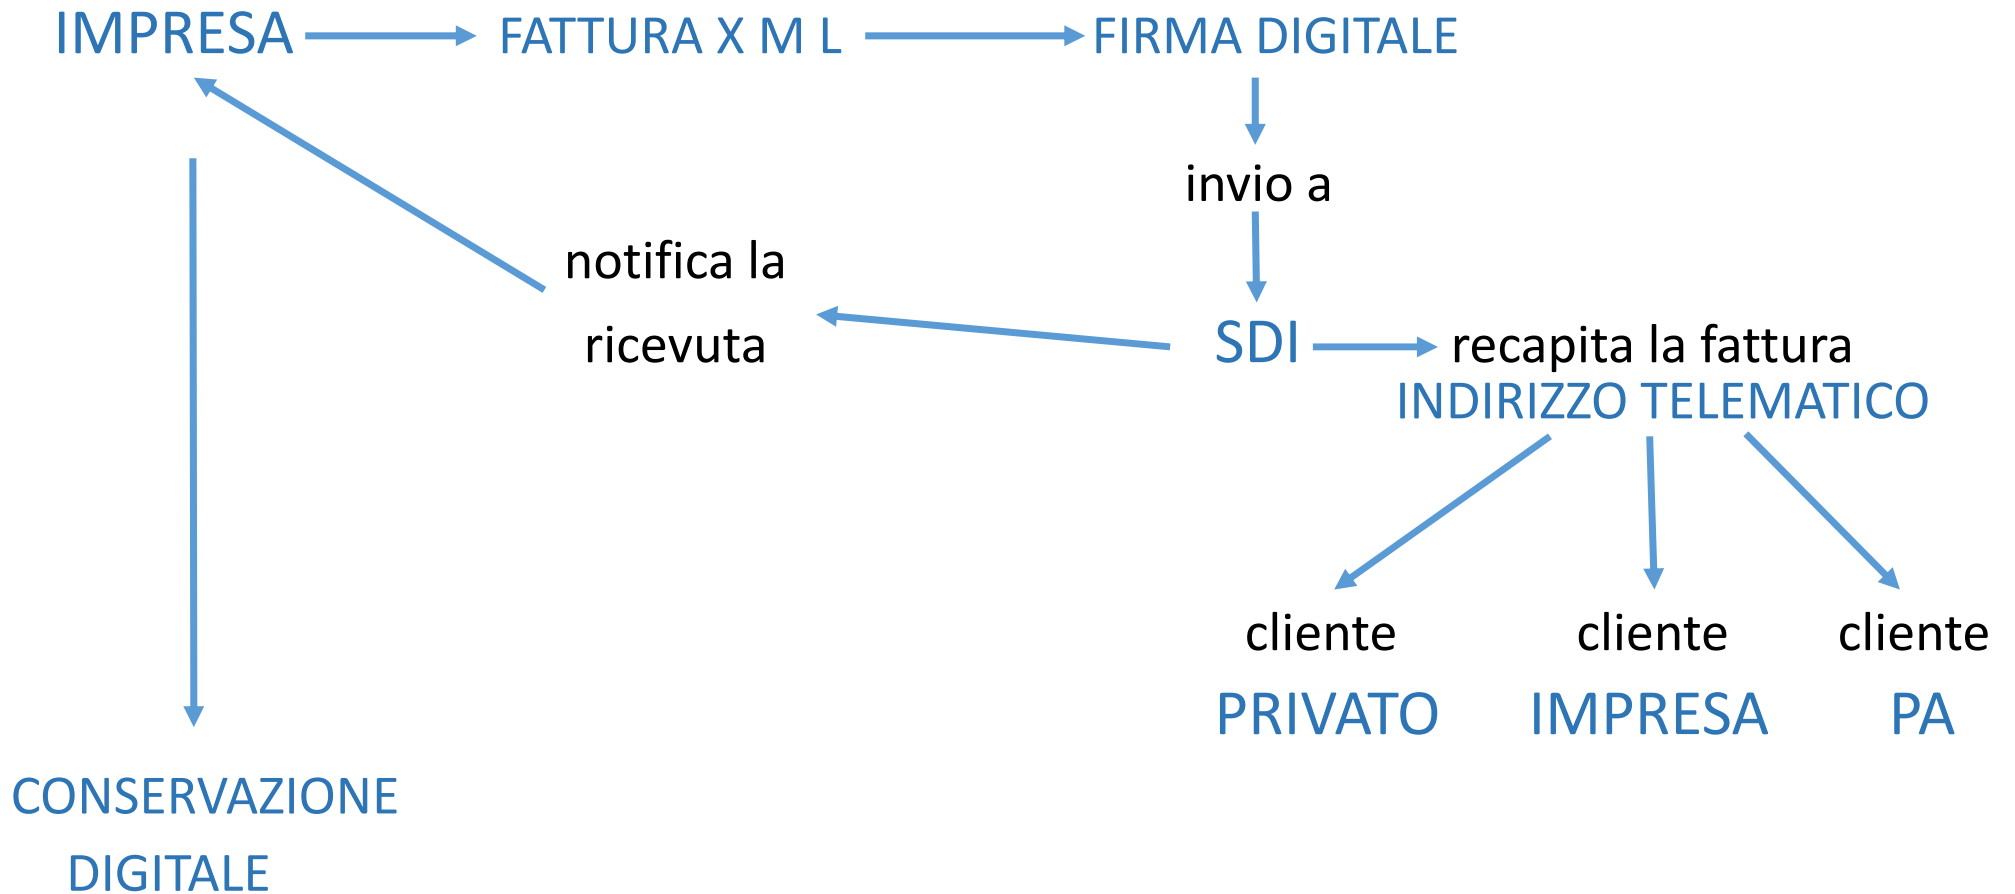 IMPRESA
FATTURA X M L
FIRMA DIGITALE
invio a
notifica la
ricevuta
SDI
recapita la fattura
INDIRIZZO TELEMATICO
cliente
PRIVATO
cliente
IMPRESA
cliente
PA
CONSERVAZIONE
DIGITALE